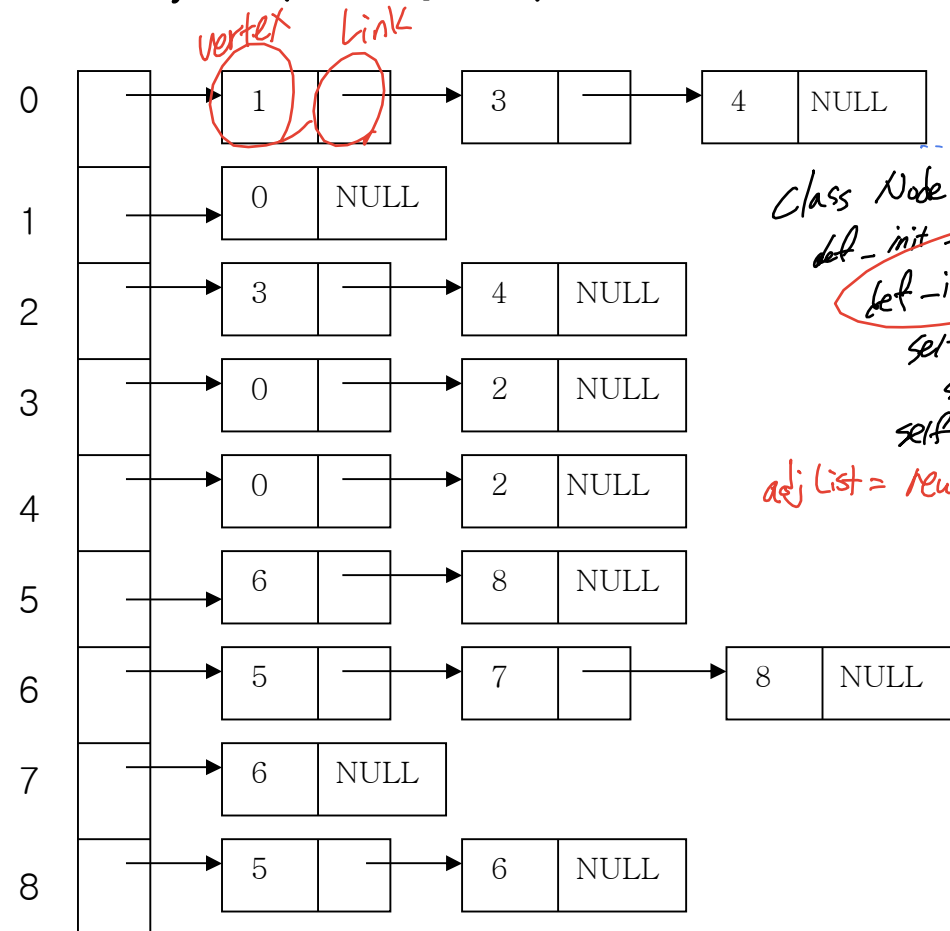 vertex Link
0 1 3 4 NULL
1 0 NULL
Class Node
2 3 4 NULL
3 0 2 NULL
4 0 2 NULL
adj List =
5 6 8 NULL
6 5 7 8 NULL
7 6 NULL
8 5 6 NULL